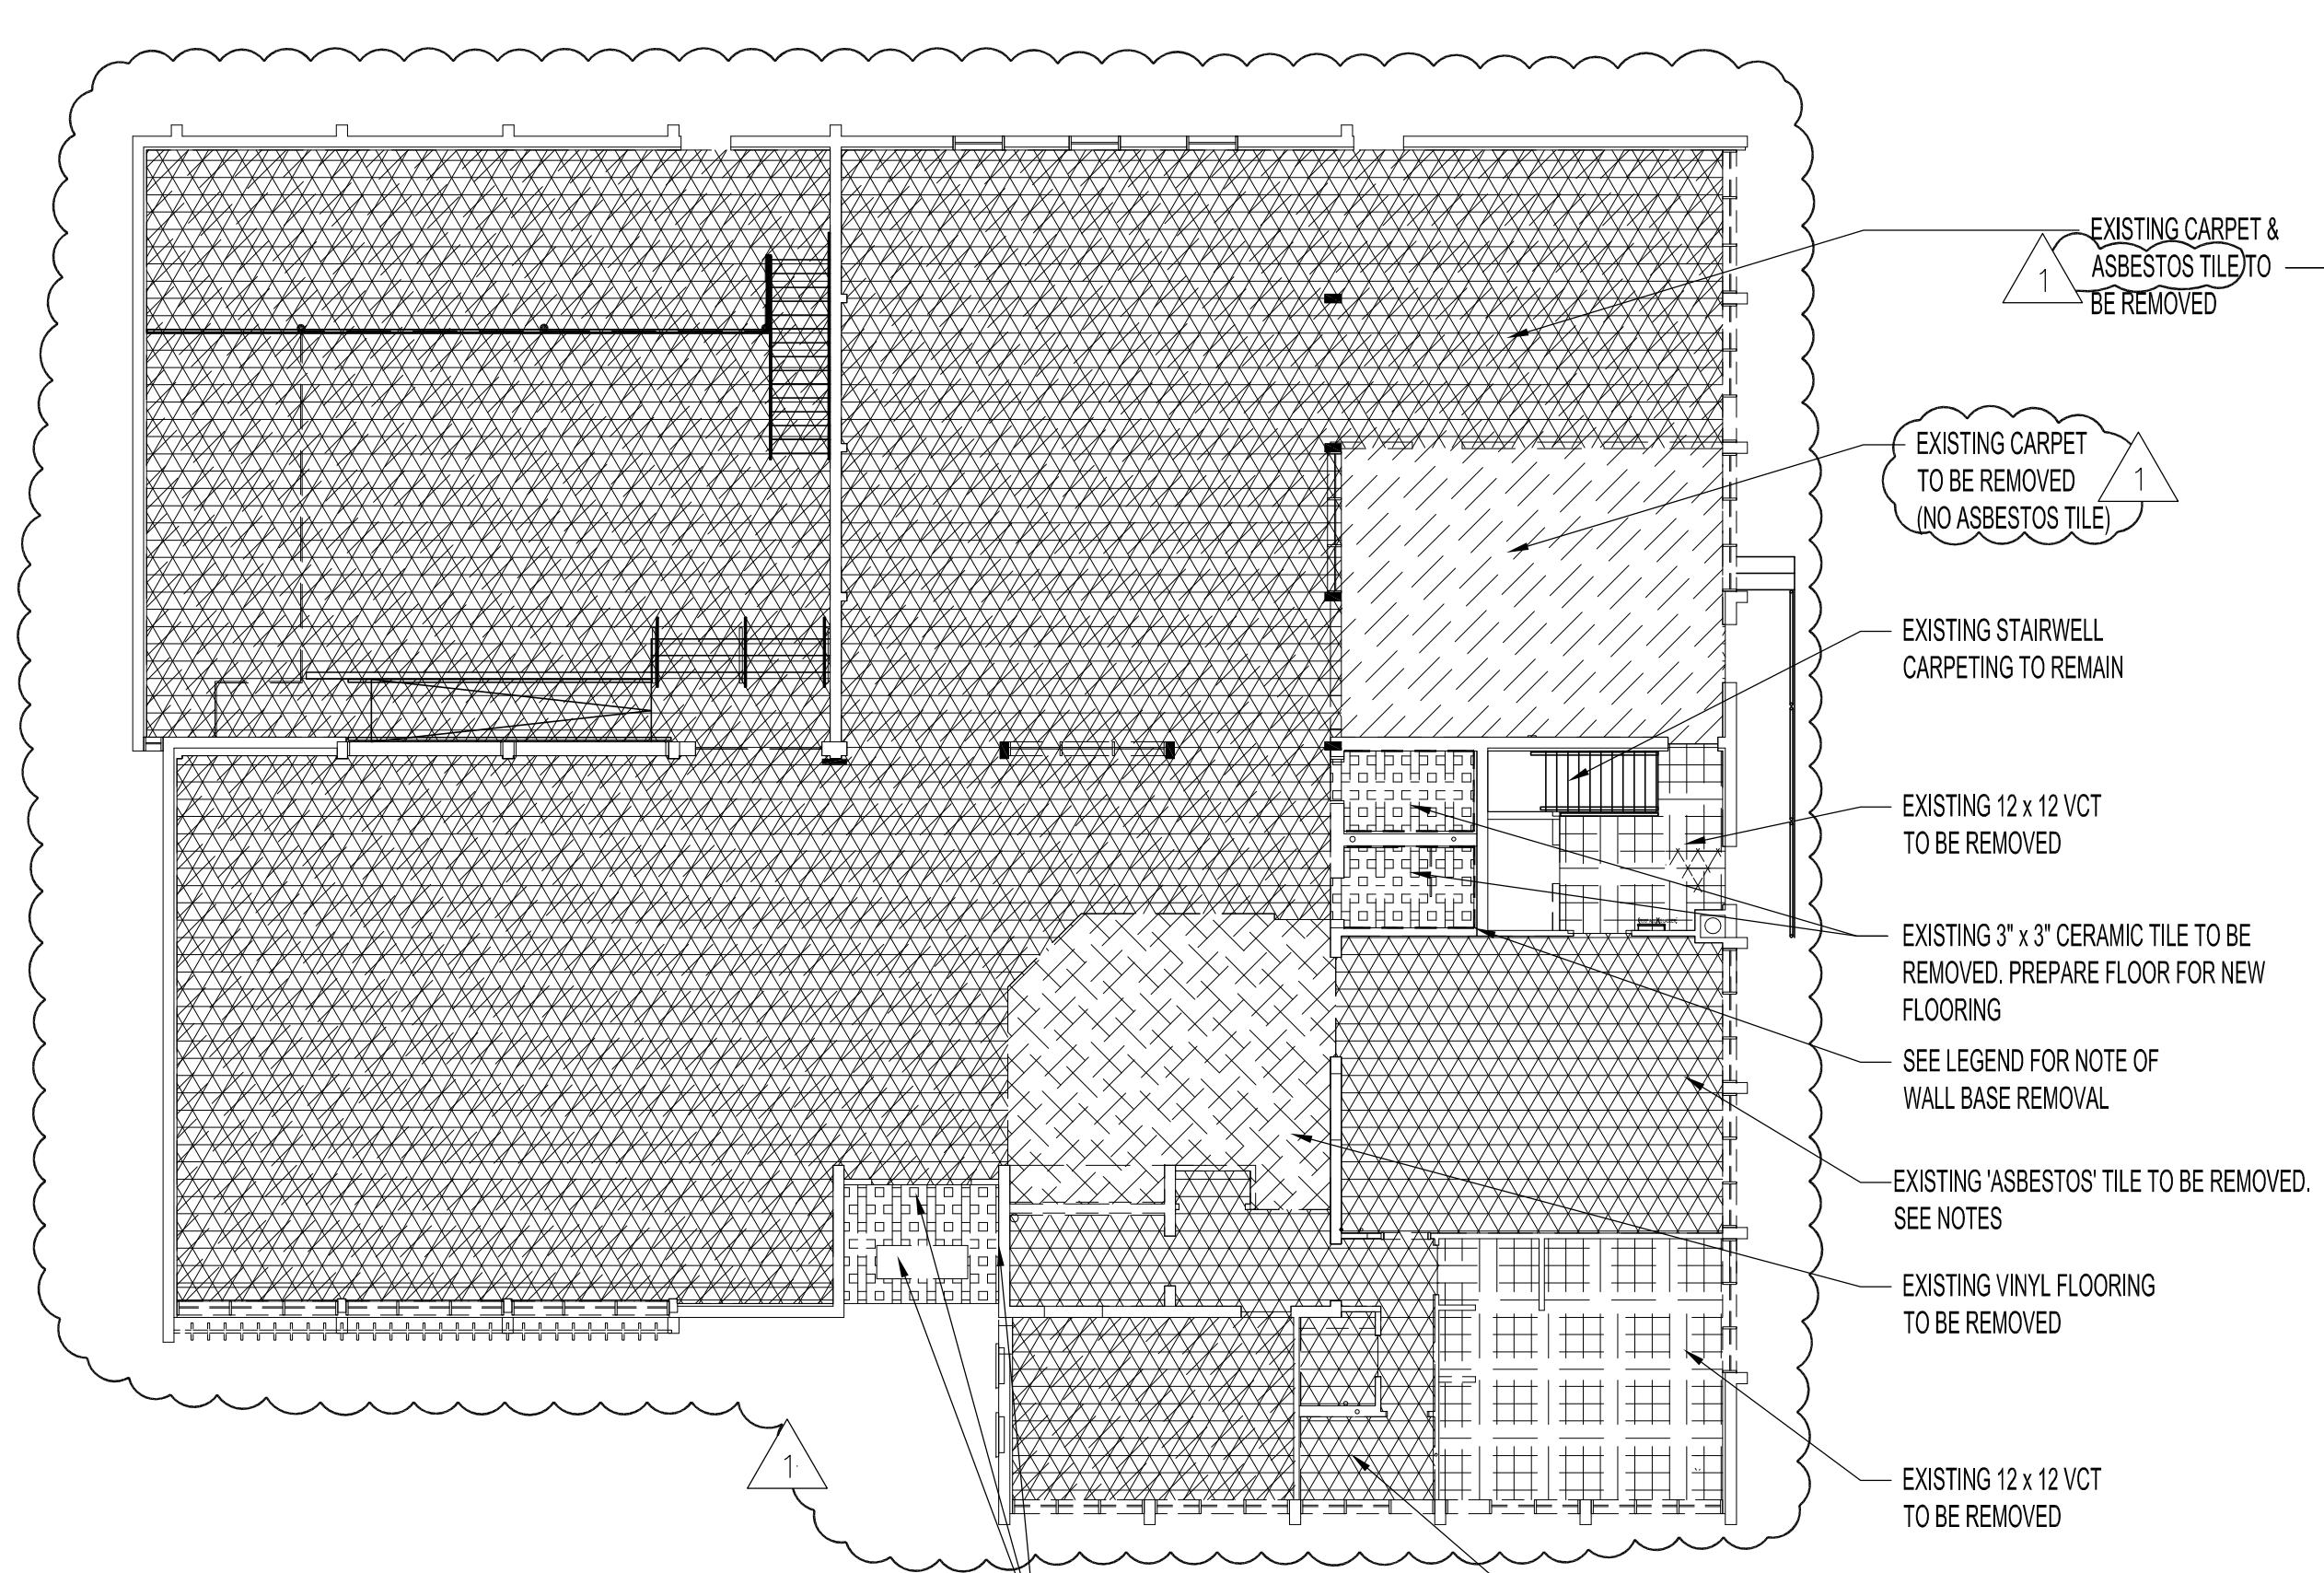 EXISTING CARPET &
ASBESTOS TILE TO
BE REMOVED
1
EXISTING CARPET
TO BE REMOVED
(NO ASBESTOS TILE)
1
EXISTING STAIRWELL
CARPETING TO REMAIN
EXISTING 12 x 12 VCT
TO BE REMOVED
EXISTING 3" x 3" CERAMIC TILE TO BE
REMOVED. PREPARE FLOOR FOR NEW
FLOORING
SEE LEGEND FOR NOTE OF
WALL BASE REMOVAL
EXISTING 'ASBESTOS' TILE TO BE REMOVED.
SEE NOTES
EXISTING VINYL FLOORING
TO BE REMOVED
EXISTING 12 x 12 VCT
TO BE REMOVED
1